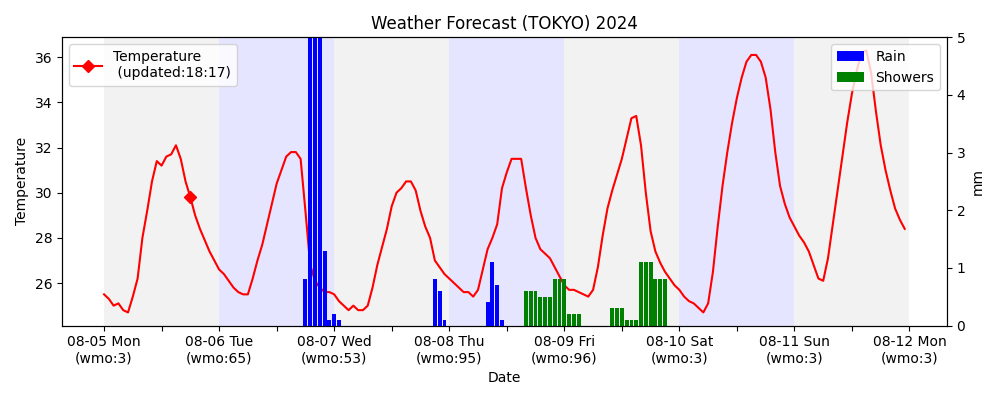 Weather Forecast (TOKYO) 2024
Temperature
(updated:18:17)
Rain
Showers
Temperature
36
34
32
30
28
26
5
4
3
2
1
0
mm
08-05 Mon
(wmo:3)
08-06 Tue
(wmo:65)
08-07 Wed
(wmo:53)
08-08 Thu
(wmo:95)
08-09 Fri
(wmo:96)
08-10 Sat
(wmo:3)
08-11 Sun
(wmo:3)
08-12 Mon
(wmo:3)
Date